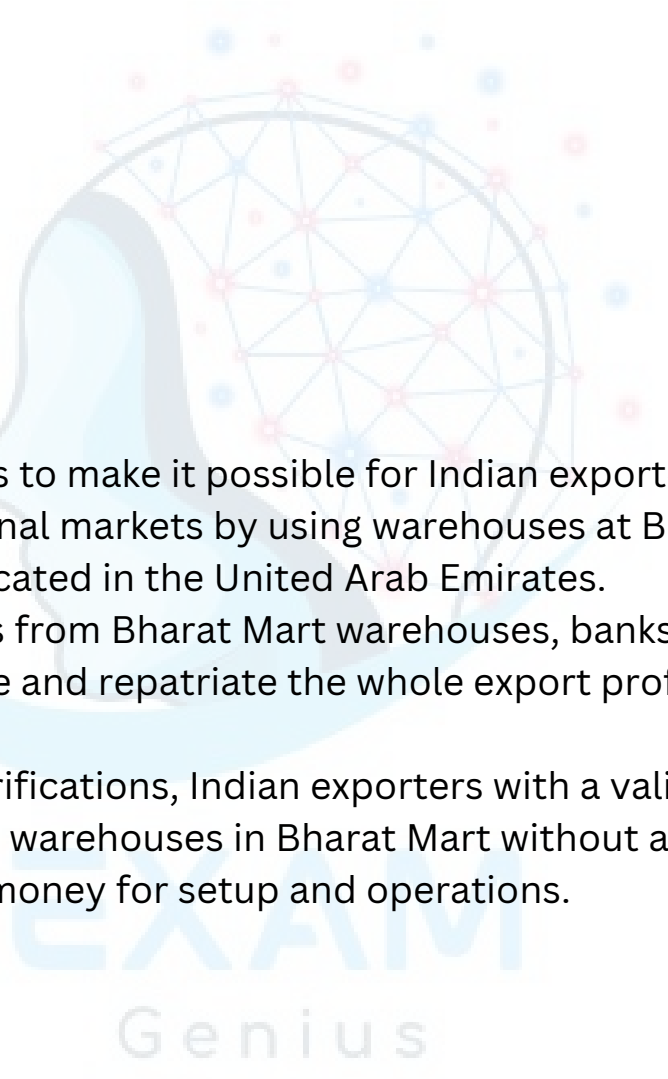 s to make it possible for Indian export
nal markets by using warehouses at B
cated in the United Arab Emirates.
s from Bharat Mart warehouses, banks
e and repatriate the whole export prof
rifications, Indian exporters with a vali
warehouses in Bharat Mart without a
money for setup and operations.
EXAM
Genius